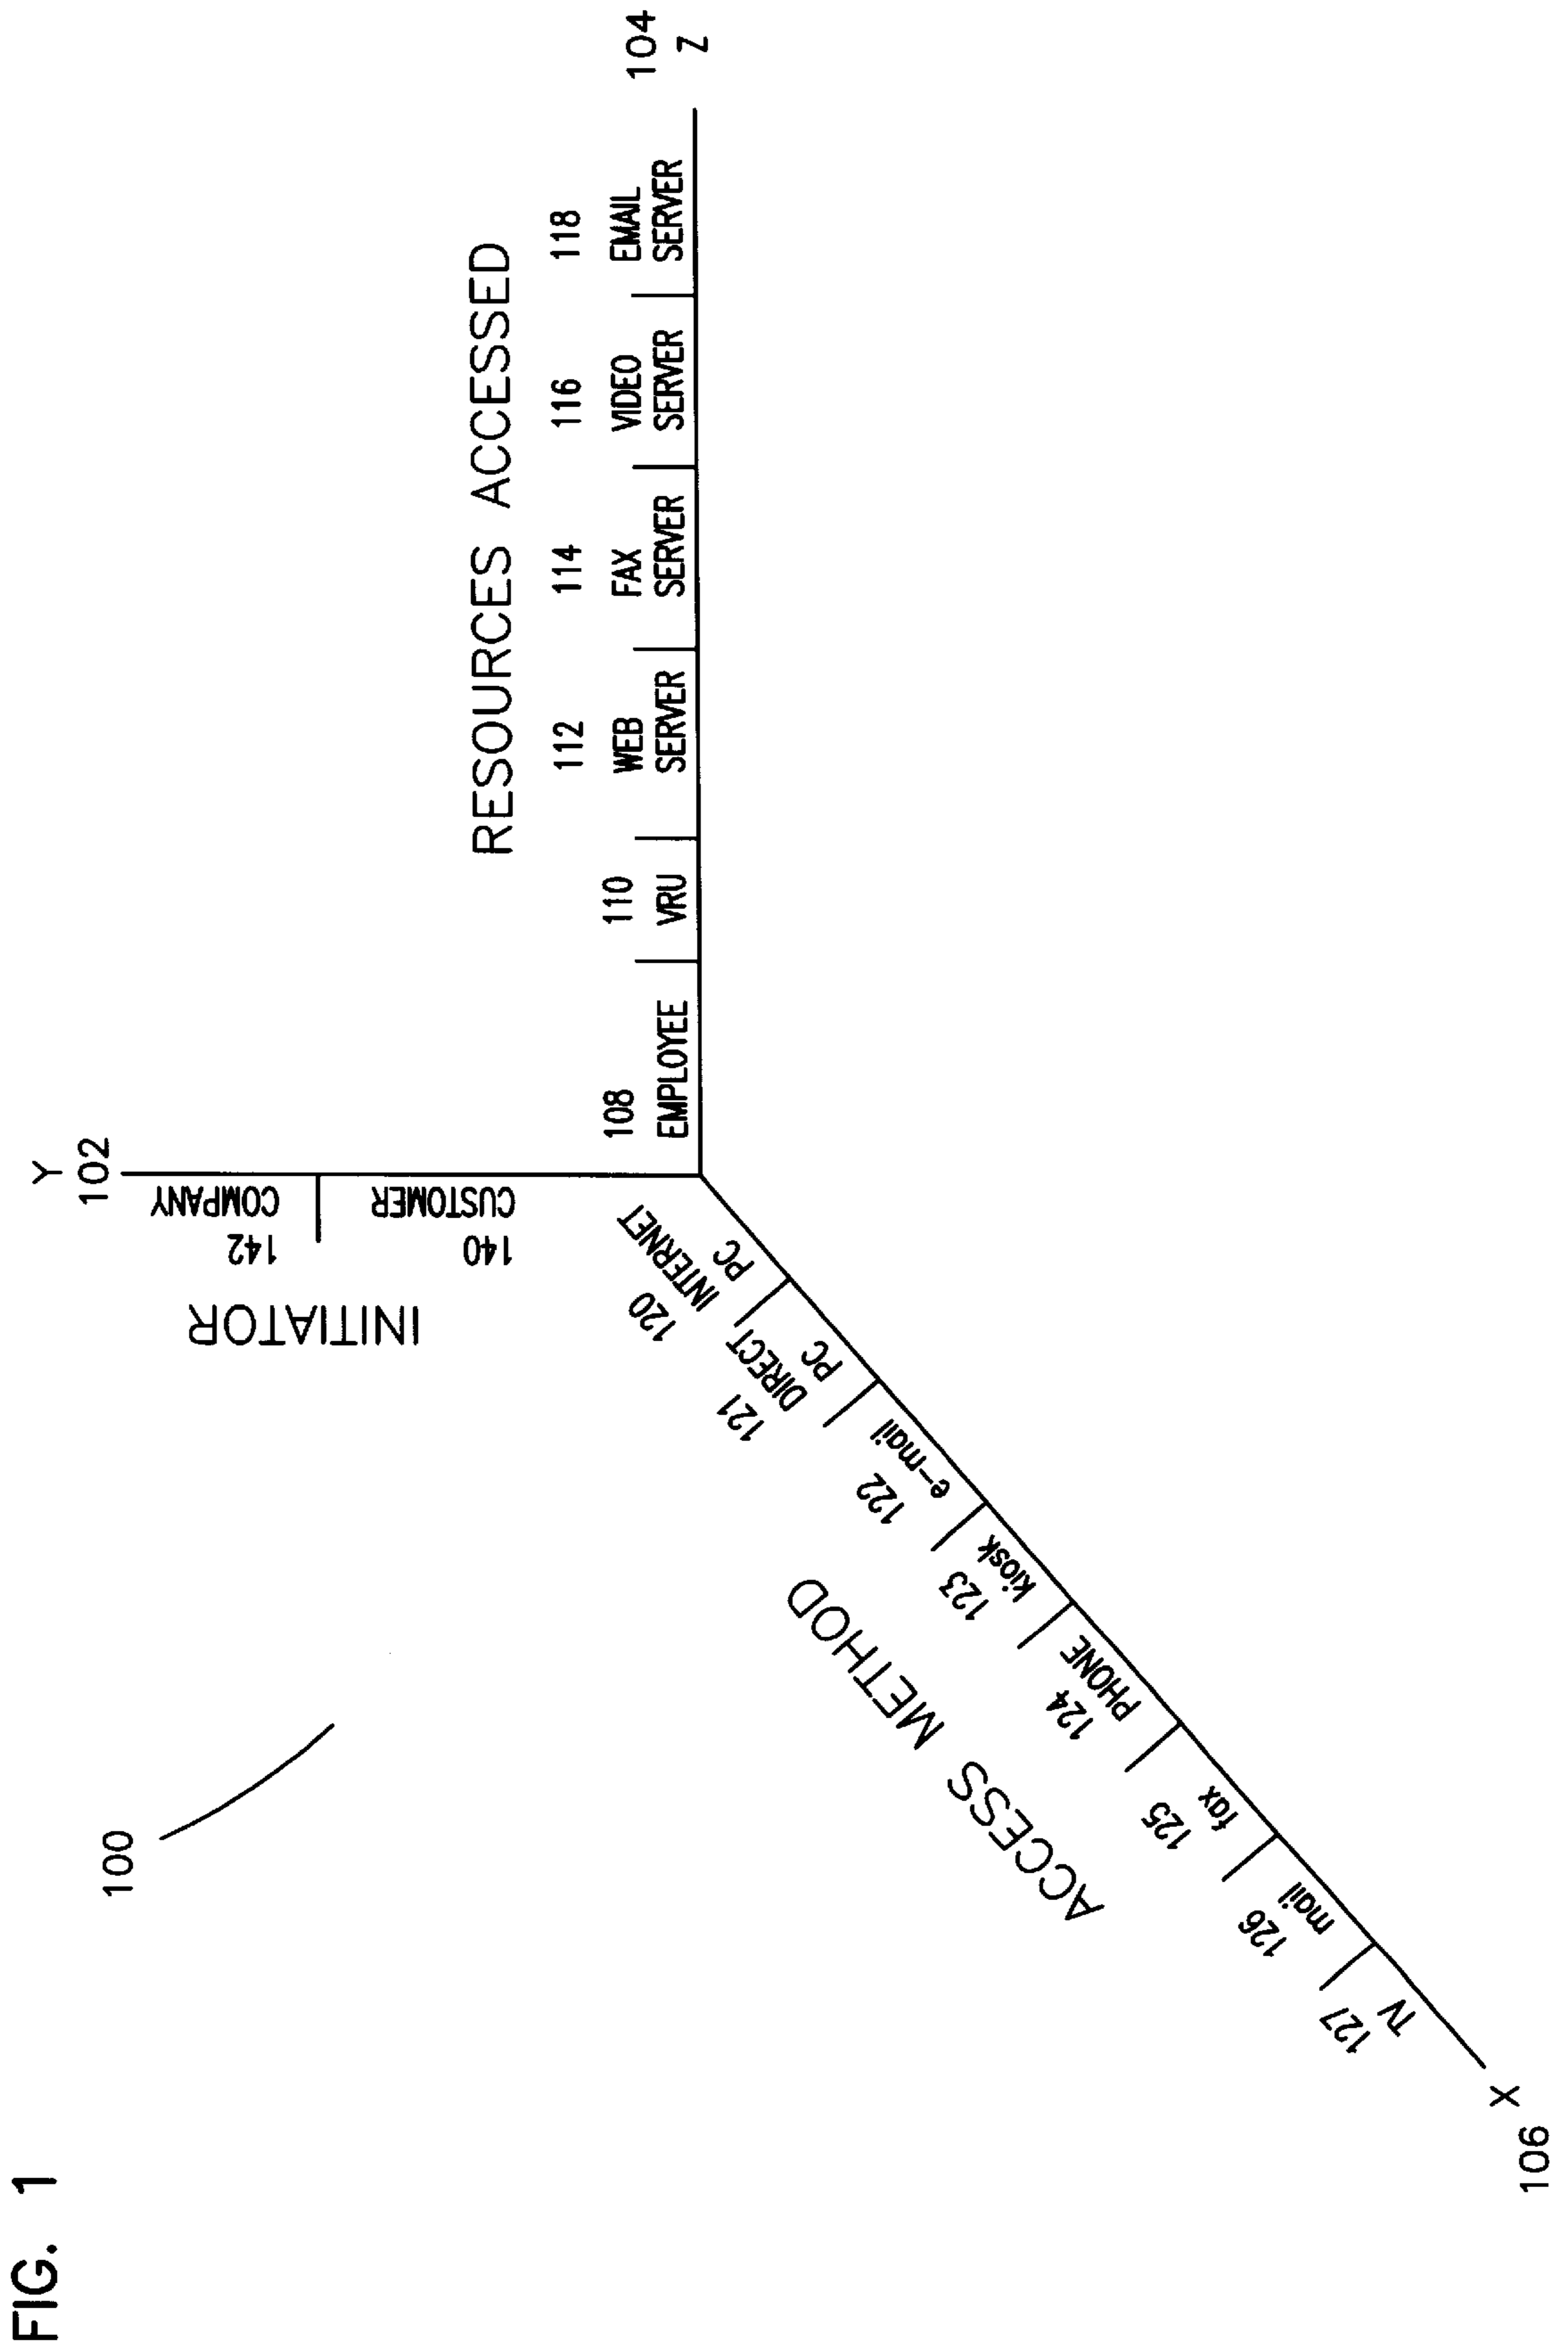 FIG. 1
100
Y
102
INITIATOR
142
COMPANY
140
CUSTOMER
RESOURCES ACCESSED
108
EMPLOYEE
110
VRU
112
WEB
SERVER
114
FAX
SERVER
116
VIDEO
SERVER
118
EMAIL
SERVER
104
Z
ACCESS METHOD
120
INTERNET
PC
121
DIRECT
PC
122
e-mail
123
kiosk
124
PHONE
125
fax
126
mail
127
TV
106
X